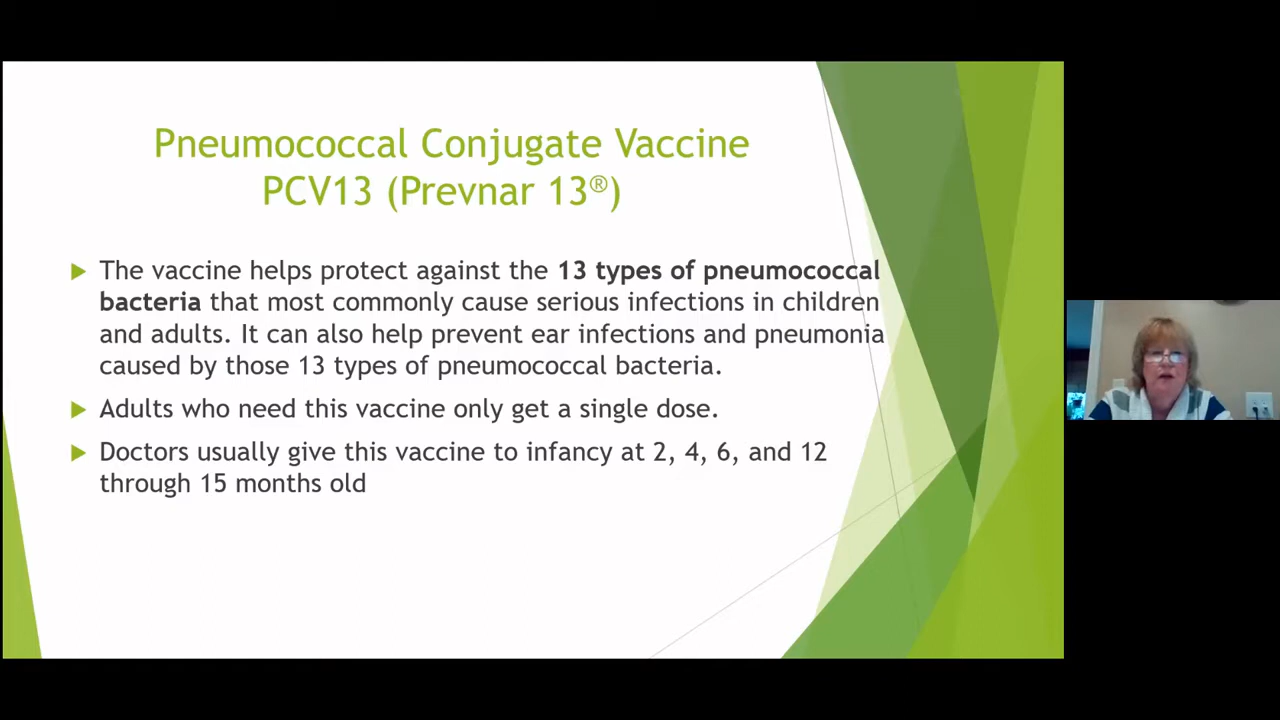 Pneumococcal Conjugate Vaccine
PCV13 (Prevnar 13®)
The vaccine helps protect against the 13 types of pneumococcal
bacteria that most commonly cause serious infections in children
and adults. It can also help prevent ear infections and pneumonia
caused by those 13 types of pneumococcal bacteria.
Adults who need this vaccine only get a single dose.
Doctors usually give this vaccine to infancy at 2, 4, 6, and 12
through 15 months old